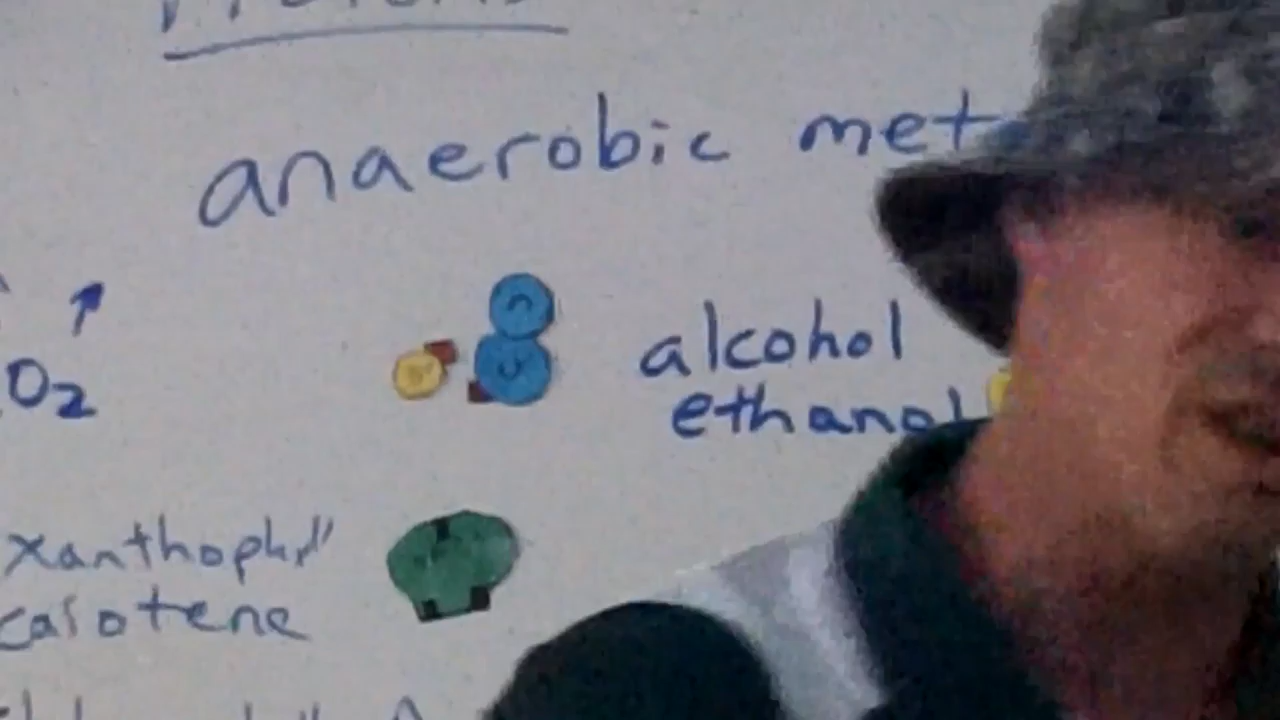 anaerobic met
alcohol
ethanol
O2
xanthophyll
carotene